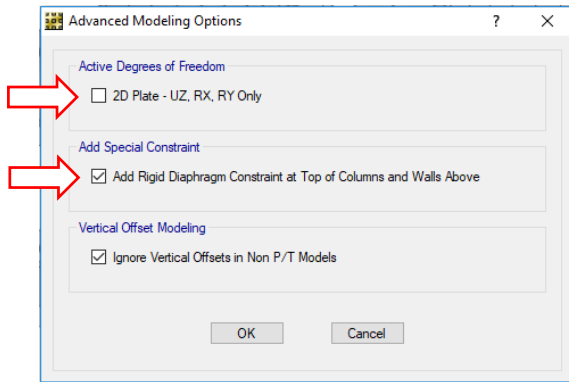 Advanced Modeling Options
Active Degrees of Freedom
2D Plate - UZ, RX, RY Only
Add Special Constraint
Add Rigid Diaphragm Constraint at Top of Columns and Walls Above
Vertical Offset Modeling
Ignore Vertical Offsets in Non P/T Models
OK Cancel